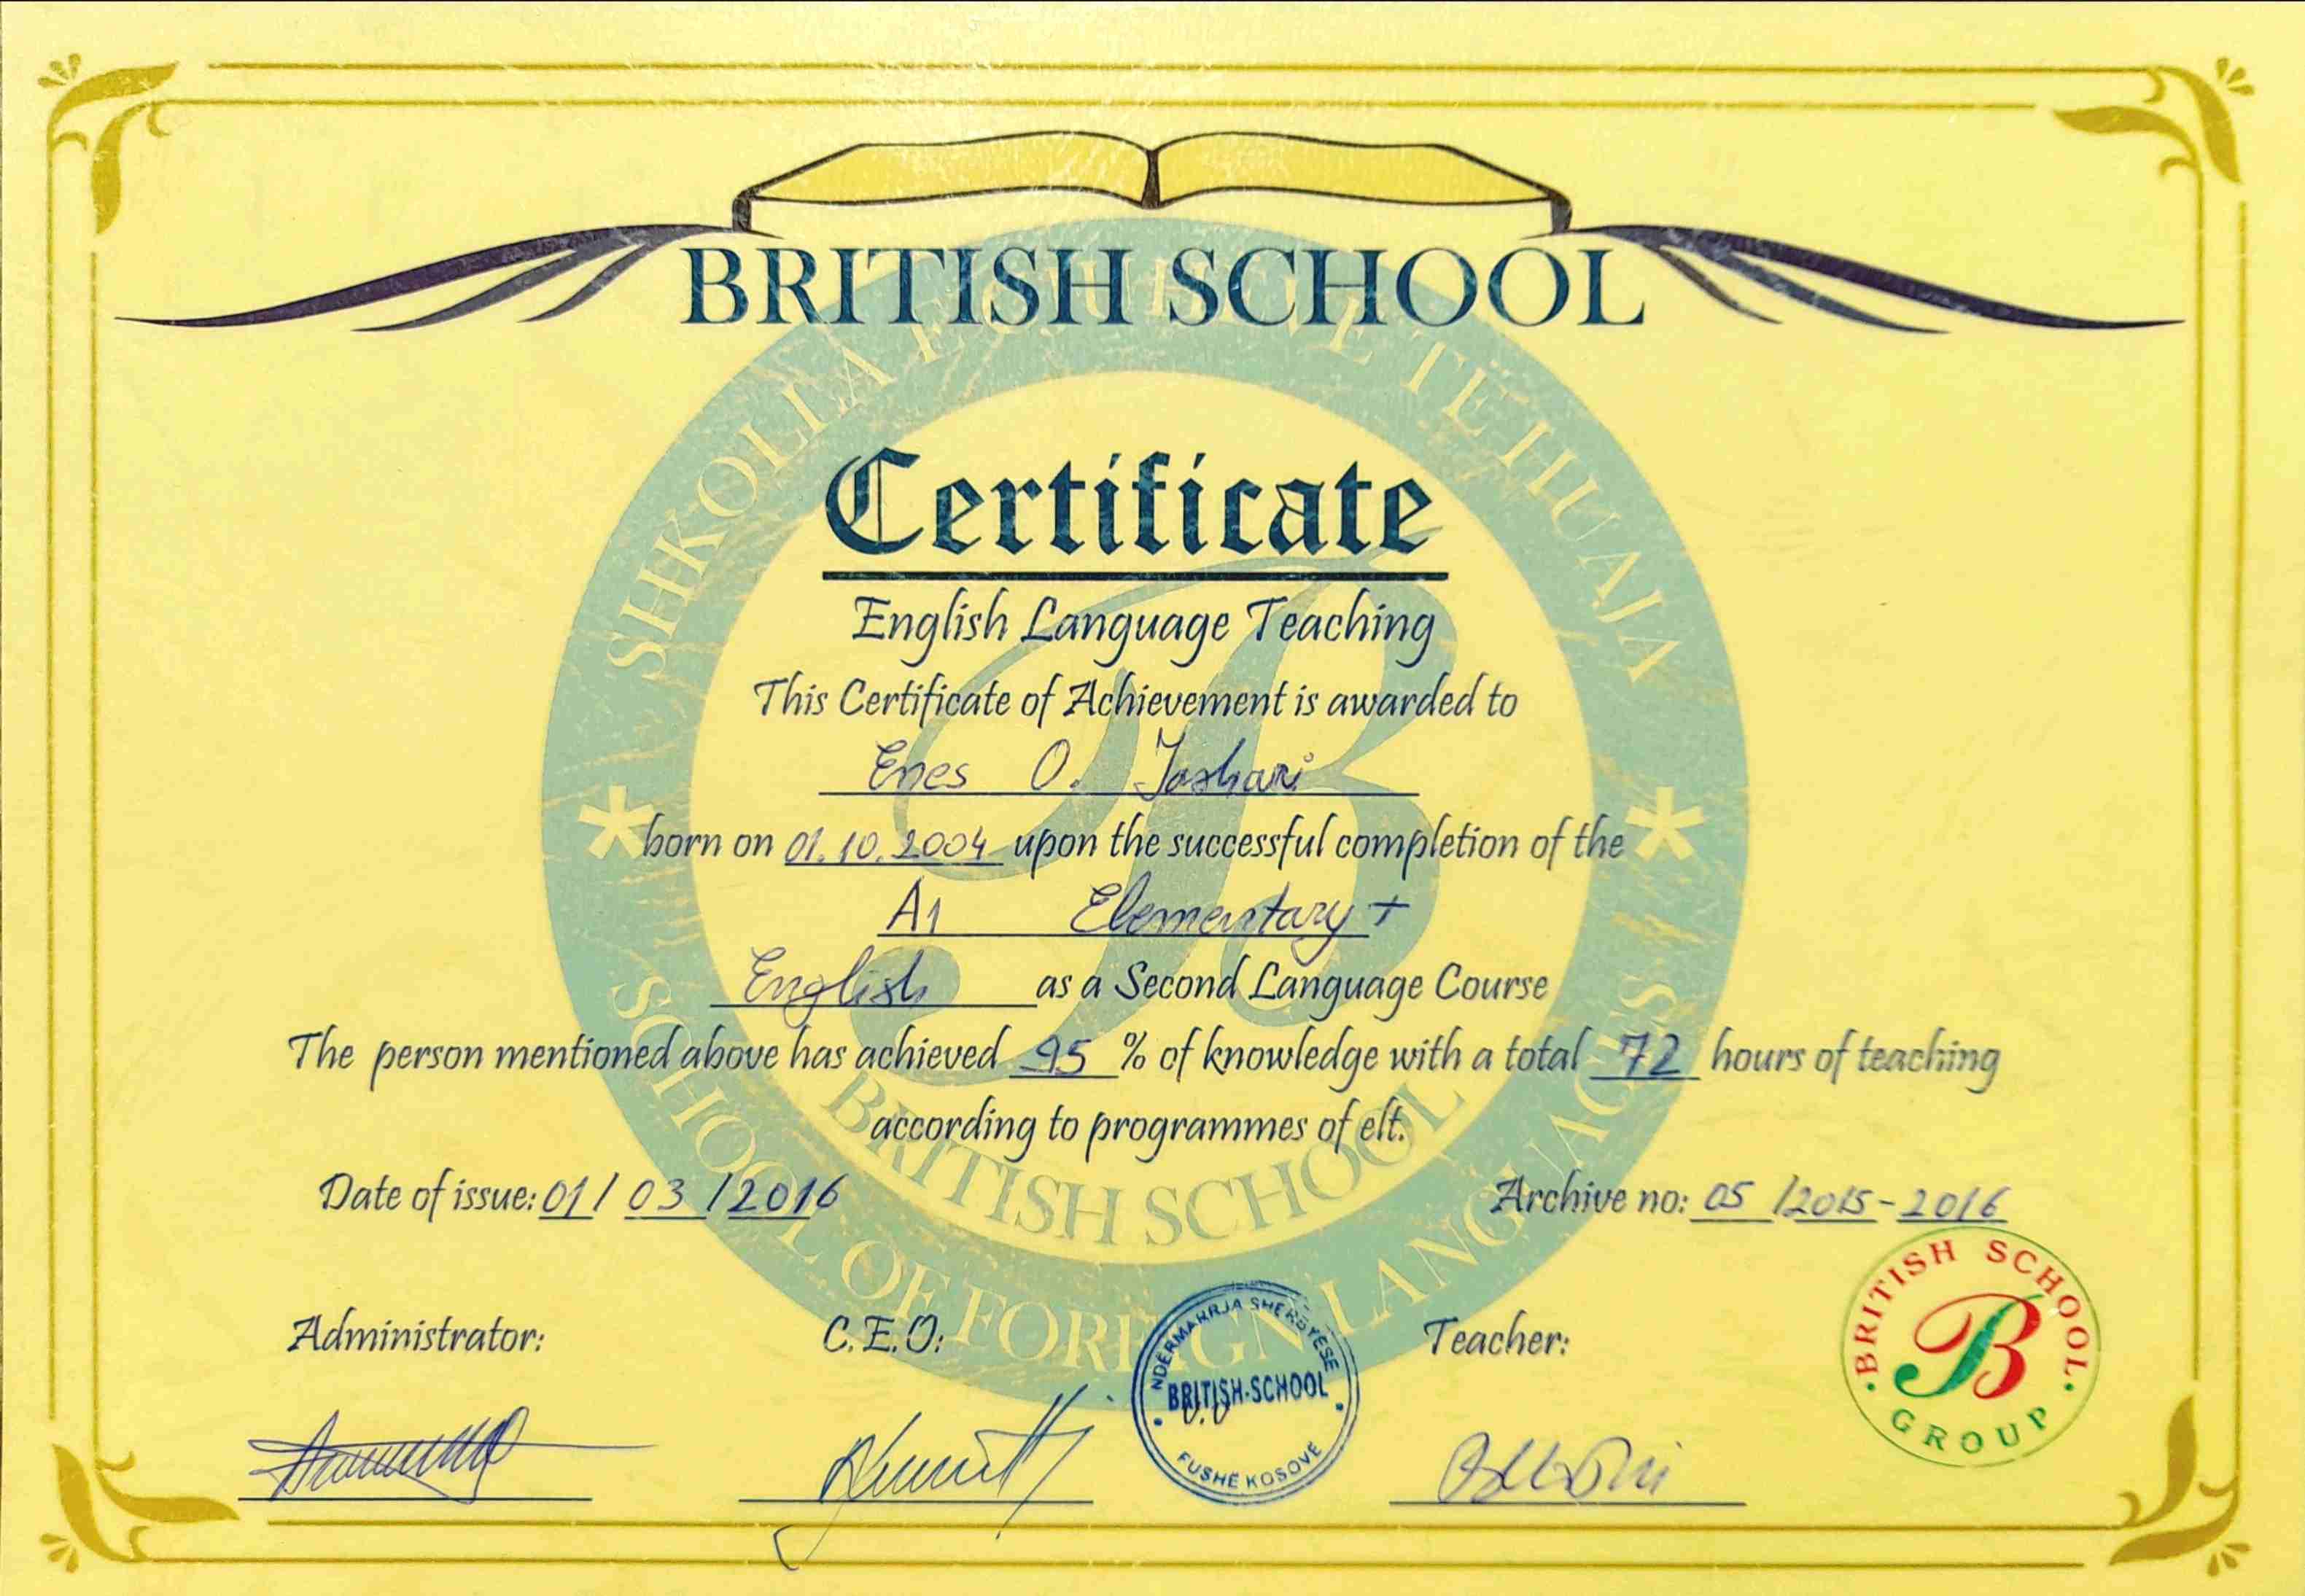 BRITISH SCHOOL
SHKOLLA E GJUHËVE TË HUAJA
Certificate
English Language Teaching
This Certificate of Achievement is awarded to
Enes O. Jashari
born on 01.10.2004 upon the successful completion of the
A1 Elementary +
English as a Second Language Course
The person mentioned above has achieved 95 % of knowledge with a total 72 hours of teaching
according to programmes of elt.
BRITISH SCHOOL
SCHOOL OF FOREIGN LANGUAGES
Date of issue: 01 / 03 / 2016
Archive no: 05 /2015-2016
Administrator:
C.E.O:
Teacher:
NDËRMARRJA SHËRBYESE
BRITISH-SCHOOL
FUSHË KOSOVË
BRITISH SCHOOL
B
GROUP